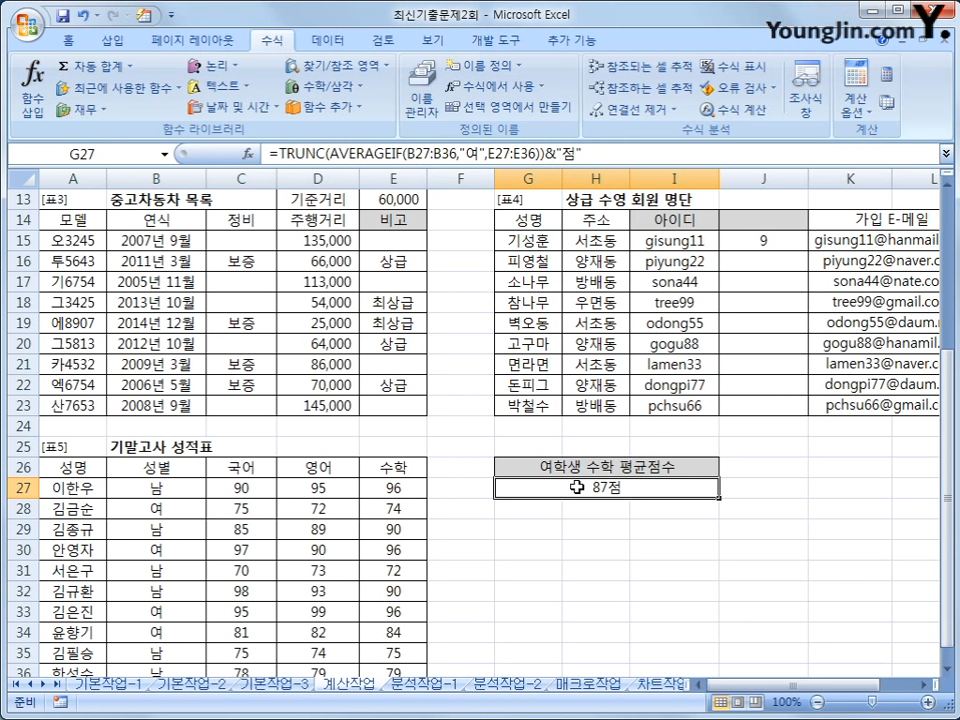 최신기출문제2회 - Microsoft Excel
YoungJin.com Y.
홈 삽입 페이지 레이아웃 수식 데이터 검토 보기 개발 도구 추가 기능
함수 삽입
Σ 자동 합계
최근에 사용한 함수
재무
논리
텍스트
날짜 및 시간
찾기/참조 영역
수학/삼각
함수 추가
함수 라이브러리
이름 관리자
이름 정의
수식에서 사용
선택 영역에서 만들기
정의된 이름
참조되는 셀 추적
참조하는 셀 추적
연결선 제거
수식 표시
오류 검사
수식 계산
조사식 창
수식 분석
계산 옵션
계산
G27 fx =TRUNC(AVERAGEIF(B27:B36,"여",E27:E36))&"점"
A B C D E F G H I J K L
13 [표3] 중고차동차 목록 기준거리 60,000 [표4] 상급 수영 회원 명단
14 모델 연식 정비 주행거리 비고 성명 주소 아이디 가입 E-메일
15 오3245 2007년 9월 135,000 기성훈 서초동 gisung11 9 gisung11@hanmail
16 투5643 2011년 3월 보증 66,000 상급 피영철 양재동 piyung22 piyung22@naver.c
17 기6754 2005년 11월 113,000 소나무 방배동 sona44 sona44@nate.co
18 그3425 2013년 10월 54,000 최상급 참나무 우면동 tree99 tree99@gmail.co
19 에8907 2014년 12월 보증 25,000 최상급 벽오동 서초동 odong55 odong55@daum.
20 그5813 2012년 10월 64,000 상급 고구마 양재동 gogu88 gogu88@hanamil.
21 카4532 2009년 3월 보증 86,000 면라면 서초동 lamen33 lamen33@naver.c
22 엑6754 2006년 5월 보증 70,000 상급 돈피그 양재동 dongpi77 dongpi77@daum.
23 산7653 2008년 9월 145,000 박철수 방배동 pchsu66 pchsu66@gmail.c
24
25 [표5] 기말고사 성적표
26 성명 성별 국어 영어 수학 여학생 수학 평균점수
27 이한우 남 90 95 96 87점
28 김금순 여 75 72 74
29 김종규 남 85 89 90
30 안영자 여 97 90 96
31 서은구 남 70 73 72
32 김규환 남 98 93 90
33 김은진 여 95 99 96
34 윤향기 여 81 82 84
35 김필승 남 75 74 75
36 한성수 남 78 79 79
기본작업-1 기본작업-2 기본작업-3 계산작업 분석작업-1 분석작업-2 매크로작업 차트작업
준비 100%